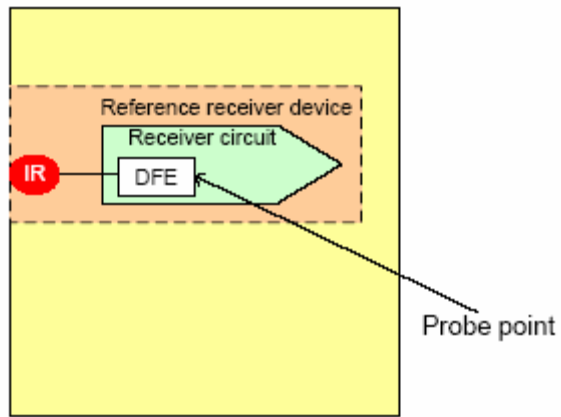 Reference receiver device
Receiver circuit
IR
DFE
Probe point